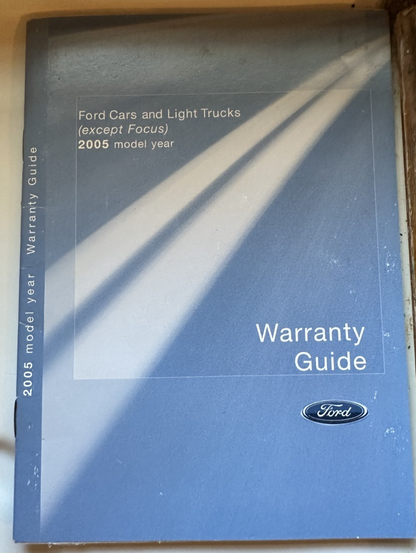 Ford Cars and Light Trucks
(except Focus)
2005 model year
Warranty
Guide
Ford
2005 model year Warranty Guide